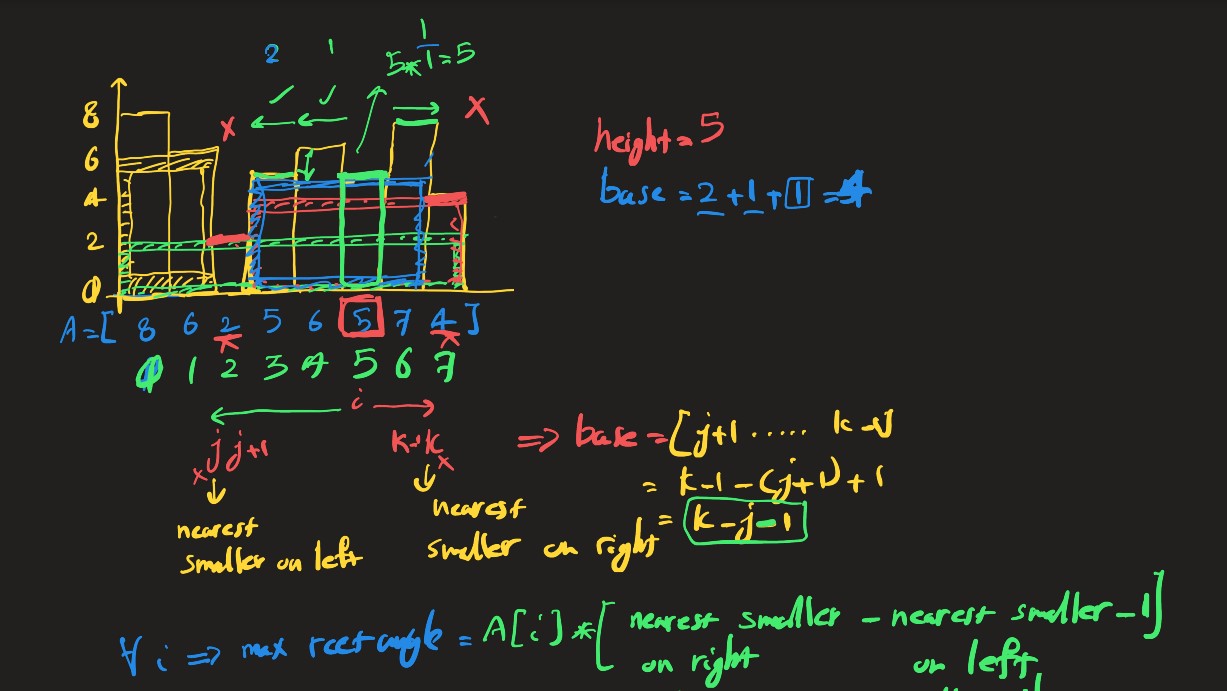 1
2 1 5*1=5
8 x X
6
4
2
0
height = 5
base = 2 + 1 + 1 = 4
A = [ 8 6 2 5 6 5 7 4 ]
x x
0 1 2 3 4 5 6 7
i
x j j+1 k-1 k x
nearest smaller on left
nearest smaller on right
=> base = [j+1 ..... k-1]
= k-1 - (j+1) + 1
= k-j-1
∀ i => max rectangle = A[i] * [ nearest smaller on right - nearest smaller on left - 1 ]